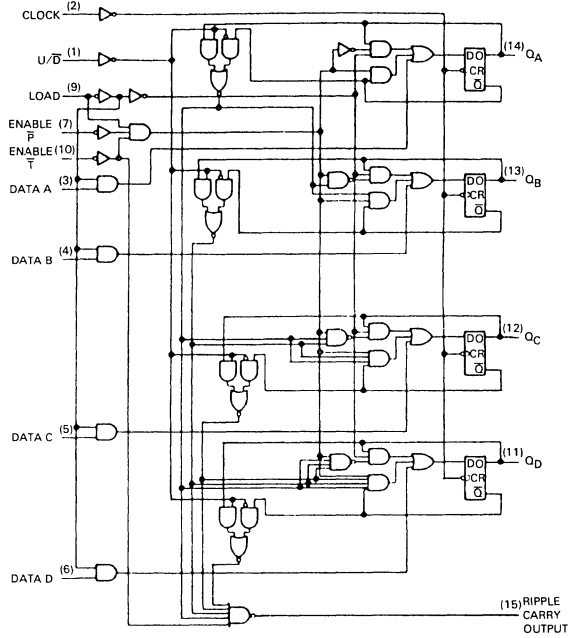 CLOCK (2)
U/D̅ (1)
LOAD (9)
ENABLE P̅ (7)
ENABLE T̅ (10)
DATA A (3)
DATA B (4)
DATA C (5)
DATA D (6)
DO
CR
Q̅
(14) QA
DO
CR
Q̅
(13) QB
DO
CR
Q̅
(12) QC
DO
CR
Q̅
(11) QD
(15) RIPPLE
CARRY
OUTPUT